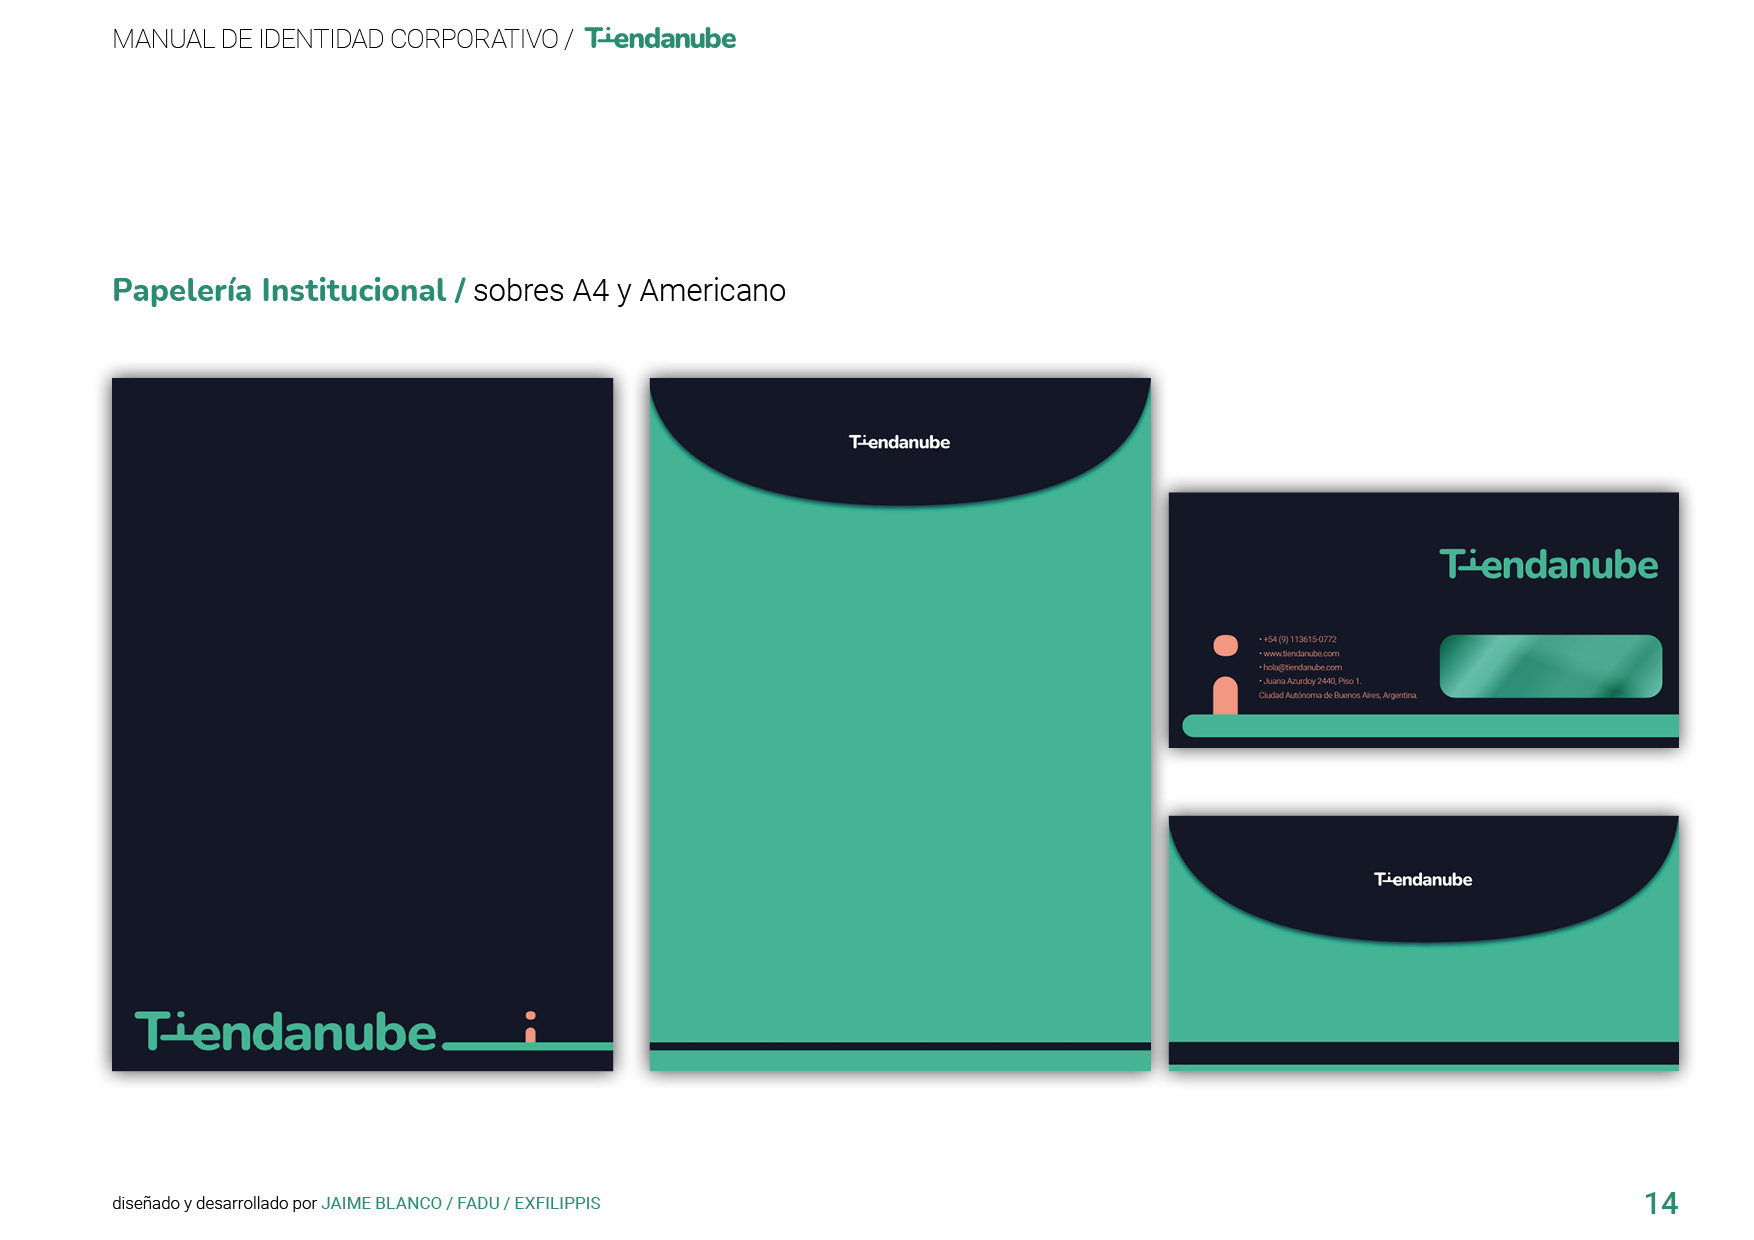 MANUAL DE IDENTIDAD CORPORATIVO / Tiendanube
Papelería Institucional / sobres A4 y Americano
Tiendanube
Tiendanube
Tiendanube
i
• +54 (9) 113615-0772
• www.tiendanube.com
• hola@tiendanube.com
• Juana Azurdoy 2440, Piso 1.
Ciudad Autónoma de Buenos Aires, Argentina.
Tiendanube
i
diseñado y desarrollado por JAIME BLANCO / FADU / EXFILIPPIS
14